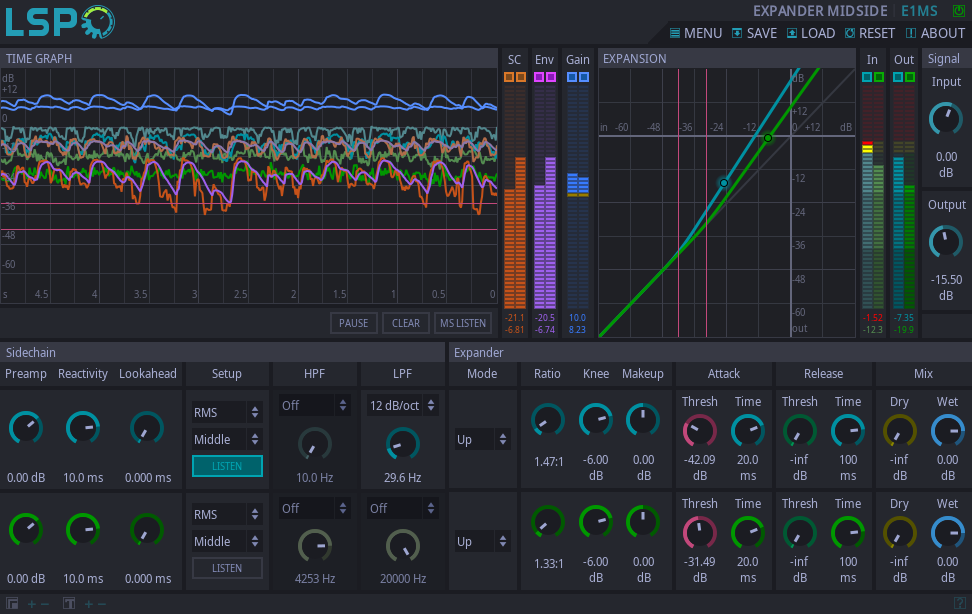 LSP
EXPANDER MIDSIDE E1MS
MENU SAVE LOAD RESET ABOUT
TIME GRAPH
SC Env Gain
EXPANSION
In Out Signal
dB
+12
0
-36
-48
-60
s 4.5 4 3.5 3 2.5 2 1.5 1 0.5 0
PAUSE CLEAR MS LISTEN
-21.1 -20.5 10.0
-6.81 -6.74 8.23
dB
+12
in -60 -48 -36 -24 -12 0 +12 dB
-12
-24
-36
-48
-60
out
-1.52 -7.35
-12.3 -19.9
Input
0.00
dB
Output
-15.50
dB
Sidechain
Expander
Preamp Reactivity Lookahead Setup HPF LPF Mode Ratio Knee Makeup Attack Release Mix
RMS
Middle
LISTEN
Off
12 dB/oct
Up
Thresh Time Thresh Time Dry Wet
0.00 dB 10.0 ms 0.000 ms
10.0 Hz 29.6 Hz
1.47:1 -6.00 dB 0.00 dB
-42.09 dB 20.0 ms -inf dB 100 ms -inf dB 0.00 dB
RMS
Middle
LISTEN
Off
Off
Up
Thresh Time Thresh Time Dry Wet
0.00 dB 10.0 ms 0.000 ms
4253 Hz 20000 Hz
1.33:1 -6.00 dB 0.00 dB
-31.49 dB 20.0 ms -inf dB 100 ms -inf dB 0.00 dB